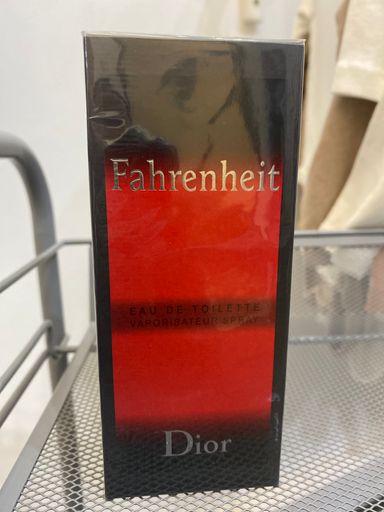 Fahrenheit
EAU DE TOILETTE
VAPORISATEUR SPRAY
Dior